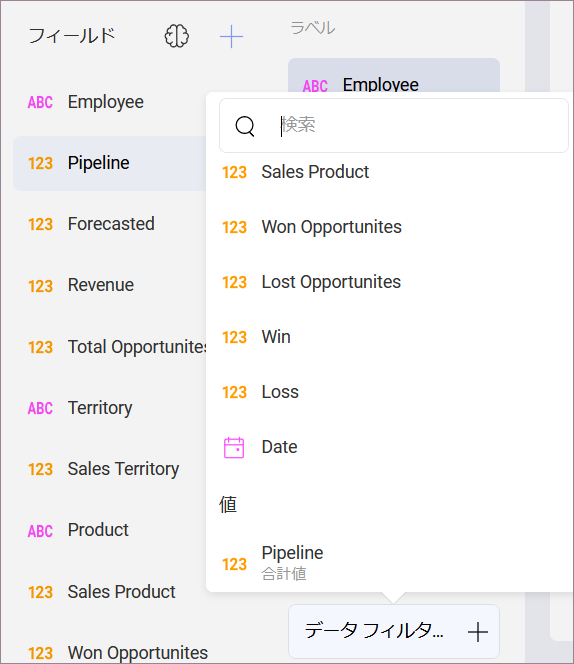 フィールド
ABC Employee
123 Pipeline
123 Forecasted
123 Revenue
123 Total Opportunites
ABC Territory
123 Sales Territory
ABC Product
123 Sales Product
123 Won Opportunites
ラベル
ABC Employee
検索
123 Sales Product
123 Won Opportunites
123 Lost Opportunites
123 Win
123 Loss
Date
値
123 Pipeline
合計値
データ フィルタ...